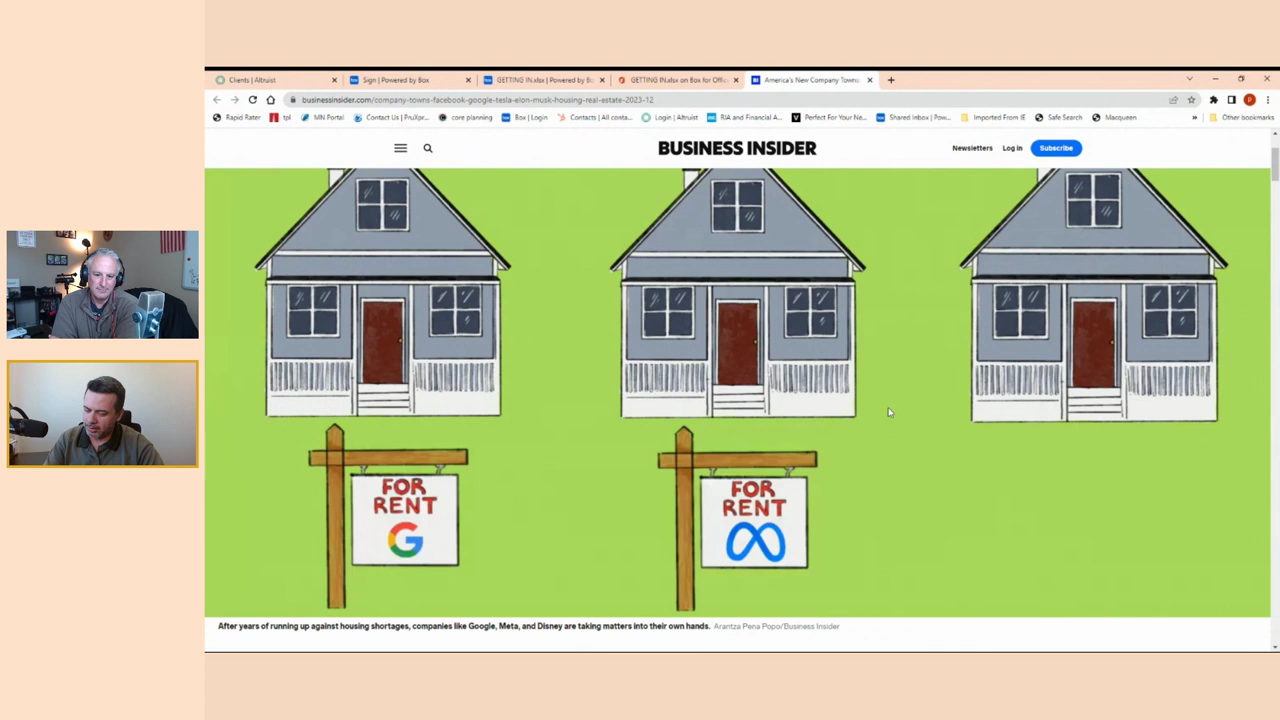 Clients | Altruist
Sign | Powered by Box
GETTING IN.xlsx | Powered by Bo
GETTING IN.xlsx on Box for Offic
America's New Company Towns
businessinsider.com/company-towns-facebook-google-tesla-elon-musk-housing-real-estate-2023-12
Rapid Rater
tpl
MN Portal
Contact Us | PruXpr...
core planning
Box | Login
Contacts | All conta...
Login | Altruist
RIA and Financial A...
Perfect For Your Ne...
Shared Inbox | Pow...
Imported From IE
Safe Search
Macqueen
Other bookmarks
BUSINESS INSIDER
Newsletters
Log in
Subscribe
FOR
RENT
G
FOR
RENT
After years of running up against housing shortages, companies like Google, Meta, and Disney are taking matters into their own hands. Arantza Pena Popo/Business Insider